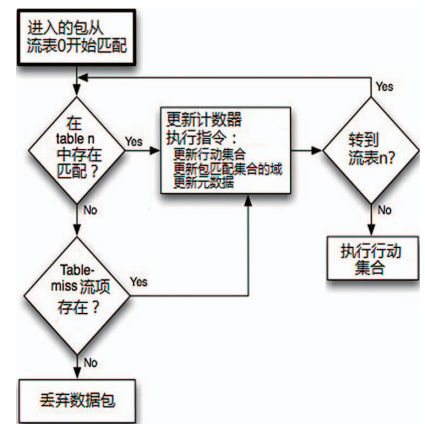 进入的包从
流表0开始匹配
Yes
在
table n
中存在
匹配？
Yes
更新计数器
执行指令：
更新行动集合
更新包匹配集合的域
更新元数据
转到
流表n?
No
No
执行行动
集合
Table-
miss 流项
存在？
Yes
No
丢弃数据包